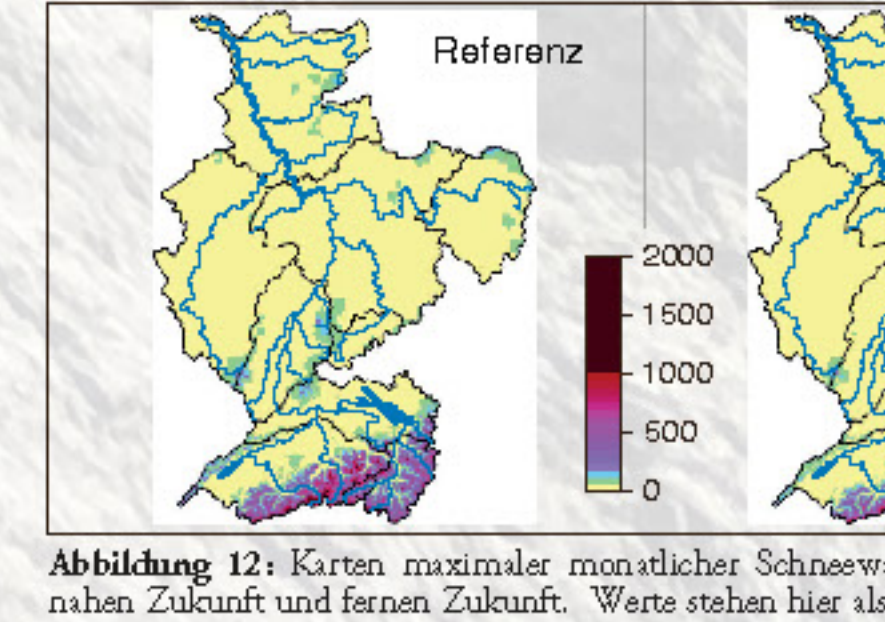 Referenz
2000
1500
1000
500
0
Abbildung 12: Karten maximaler monatlicher
nahen Zukunft und fernen Zukunft. Werte stehen hier als